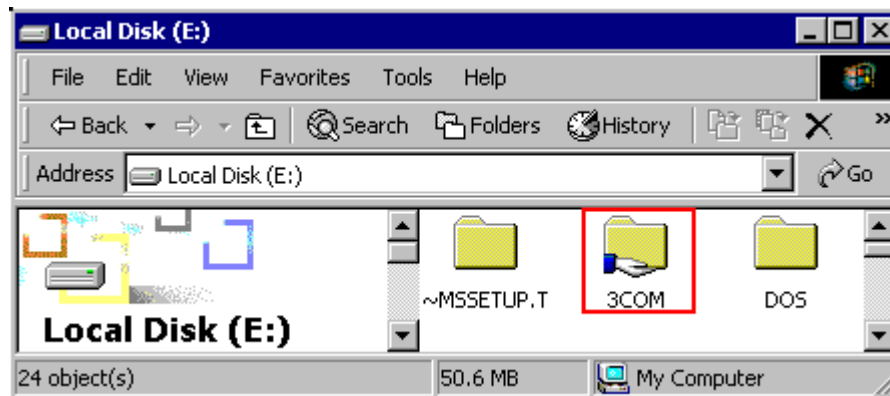 Local Disk (E:)
File Edit View Favorites Tools Help
Back Search Folders History »
Address Local Disk (E:) Go
~MSSETUP.T 3COM DOS
Local Disk (E:)
24 object(s) 50.6 MB My Computer